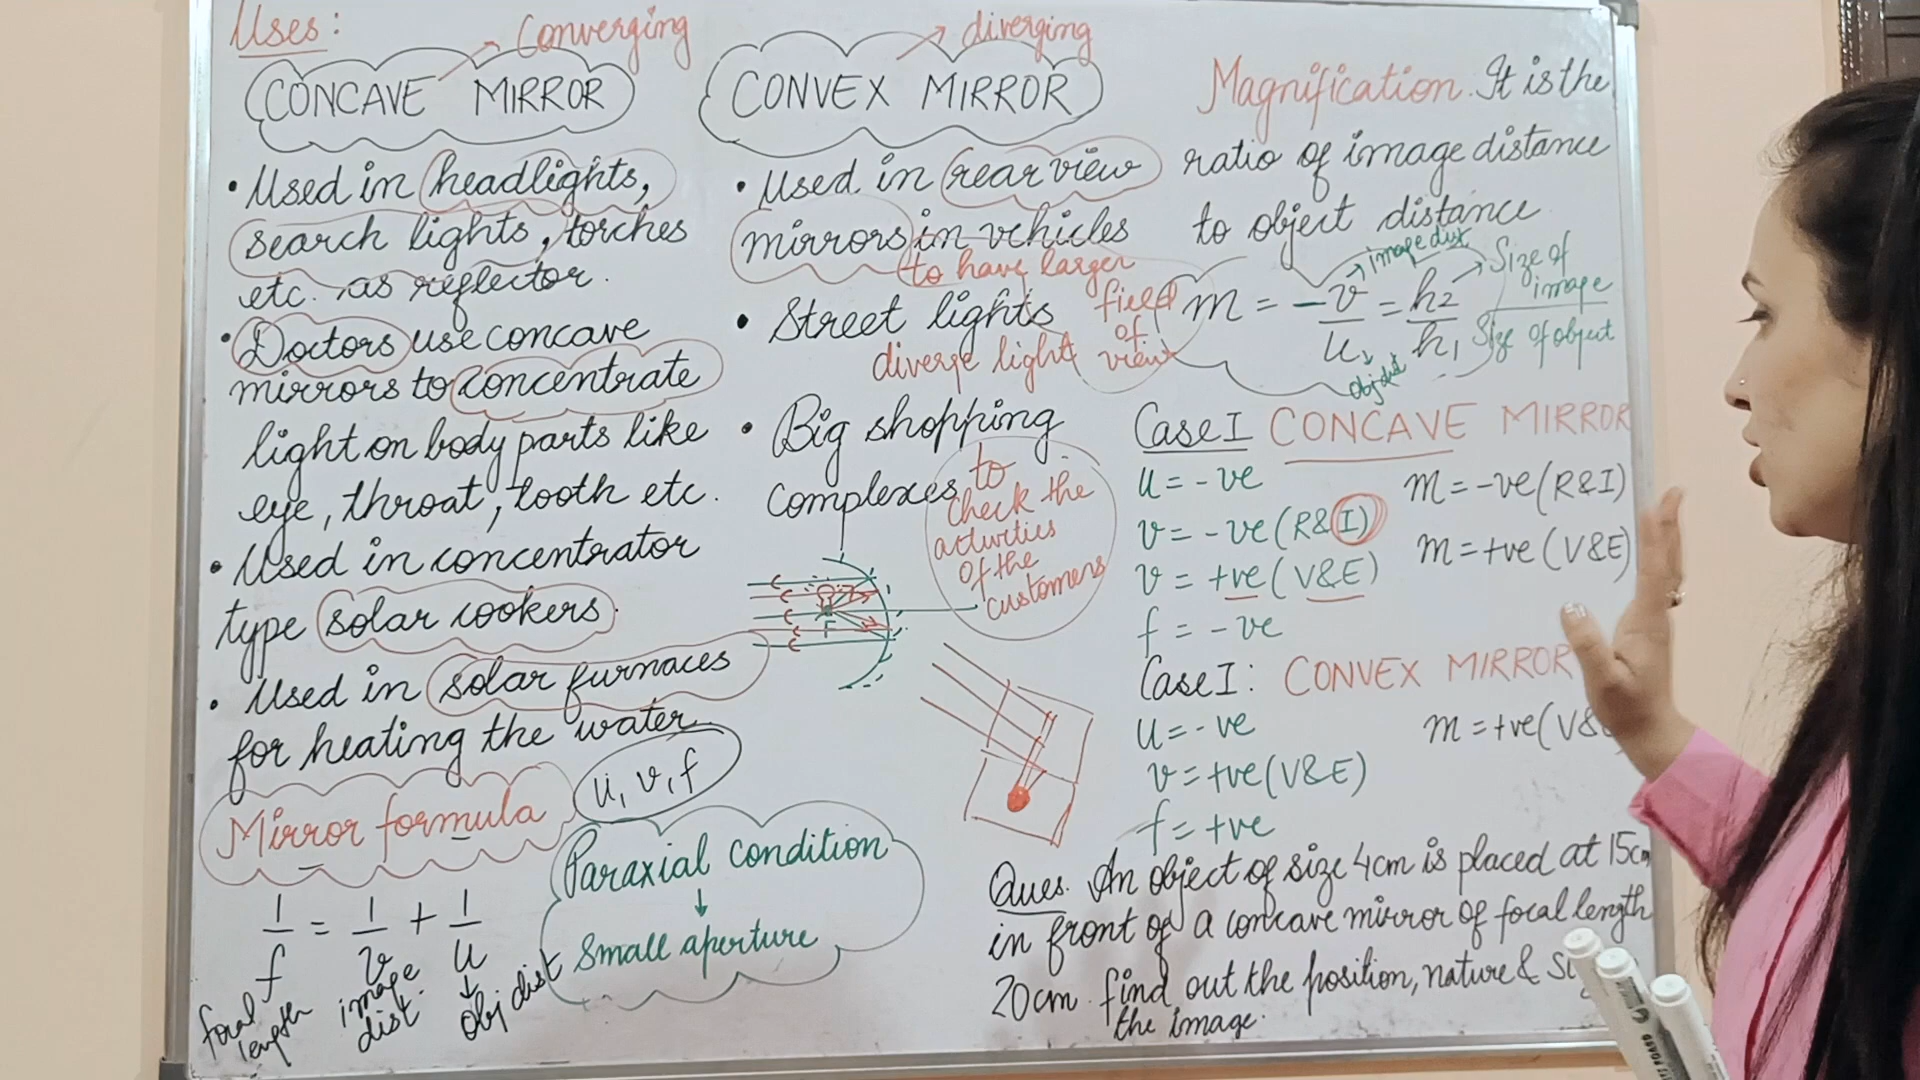 Uses:
Converging
CONCAVE MIRROR
• Used in headlights,
search lights, torches
etc. as reflector.
• Doctors use concave
mirrors to concentrate
light on body parts like
eye, throat, tooth etc.
• Used in concentrator
type solar cookers.
• Used in solar furnaces
for heating the water.
Mirror formula
u, v, f
1/f = 1/v + 1/u
focal length
image dist.
obj dist
Paraxial condition
↓
Small aperture
diverging
CONVEX MIRROR
• Used in rear view
mirrors in vehicles
to have larger
field
of
view
• Street lights
diverge light
• Big shopping
complexes
to
check the
activities
of the
customers
F
Magnification. It is the
ratio of image distance
to object distance
m = -v/u = h2/h1
image dist
obj dist
Size of
image
Size of object
Case I CONCAVE MIRROR
u = -ve
m = -ve (R&I)
v = -ve (R&I)
m = +ve (V&E)
v = +ve (V&E)
f = -ve
Case I: CONVEX MIRROR
u = -ve
m = +ve (V&
v = +ve (V&E)
f = +ve
Ques. An object of size 4cm is placed at 15cm
in front of a concave mirror of focal length
20cm. find out the position, nature &
the image.